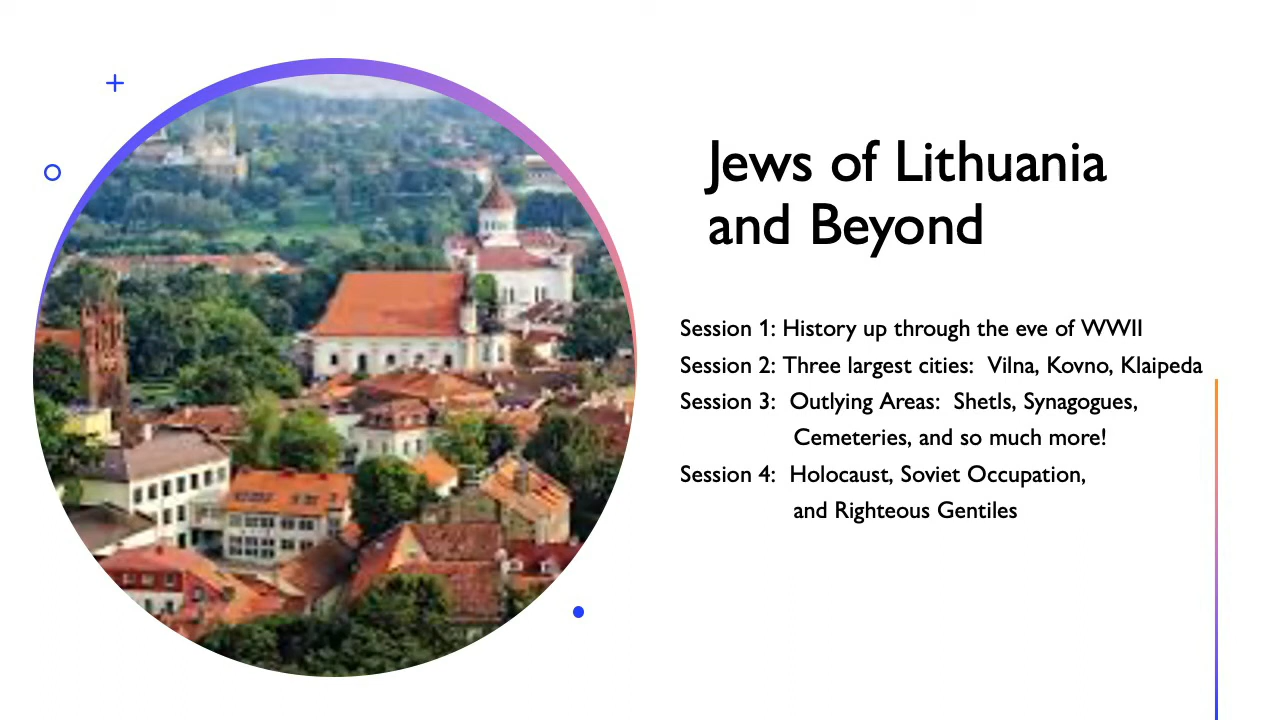 Jews of Lithuania
and Beyond
Session 1: History up through the eve of WWII
Session 2: Three largest cities:  Vilna, Kovno, Klaipeda
Session 3:  Outlying Areas:  Shetls, Synagogues,
Cemeteries, and so much more!
Session 4:  Holocaust, Soviet Occupation,
and Righteous Gentiles